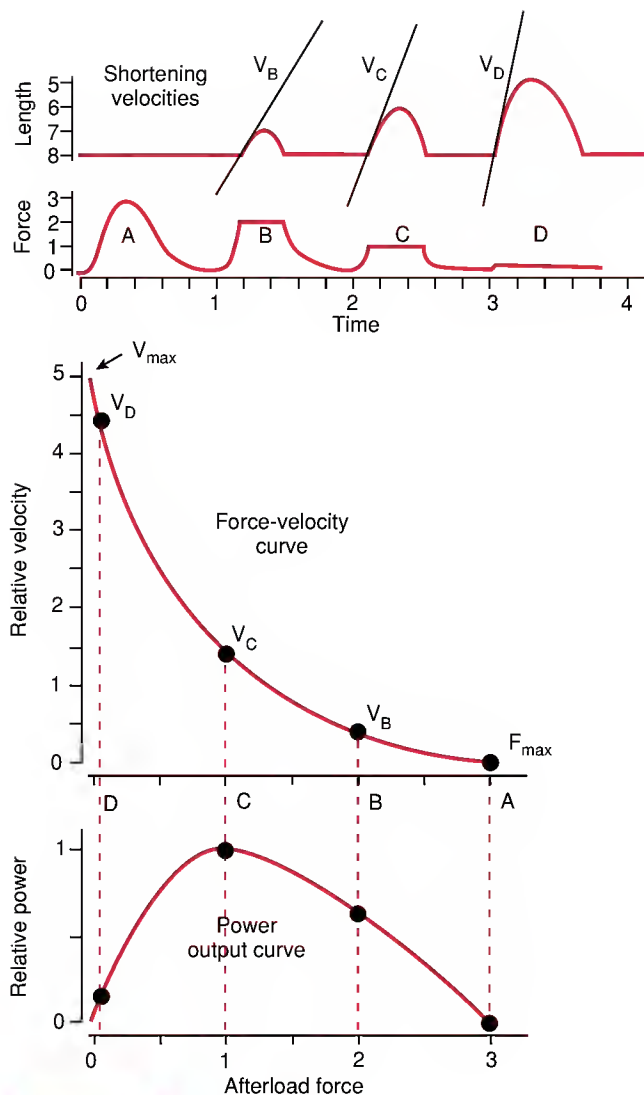 Shortening
velocities
V_B
V_C
V_D
Length
5
6
7
8
Force
3
2
1
0
A
B
C
D
0
1
2
3
4
Time
V_max
5
4
3
2
1
0
Relative velocity
V_D
Force-velocity
curve
V_C
V_B
F_max
D
C
B
A
1
0
Relative power
Power
output curve
0
1
2
3
Afterload force